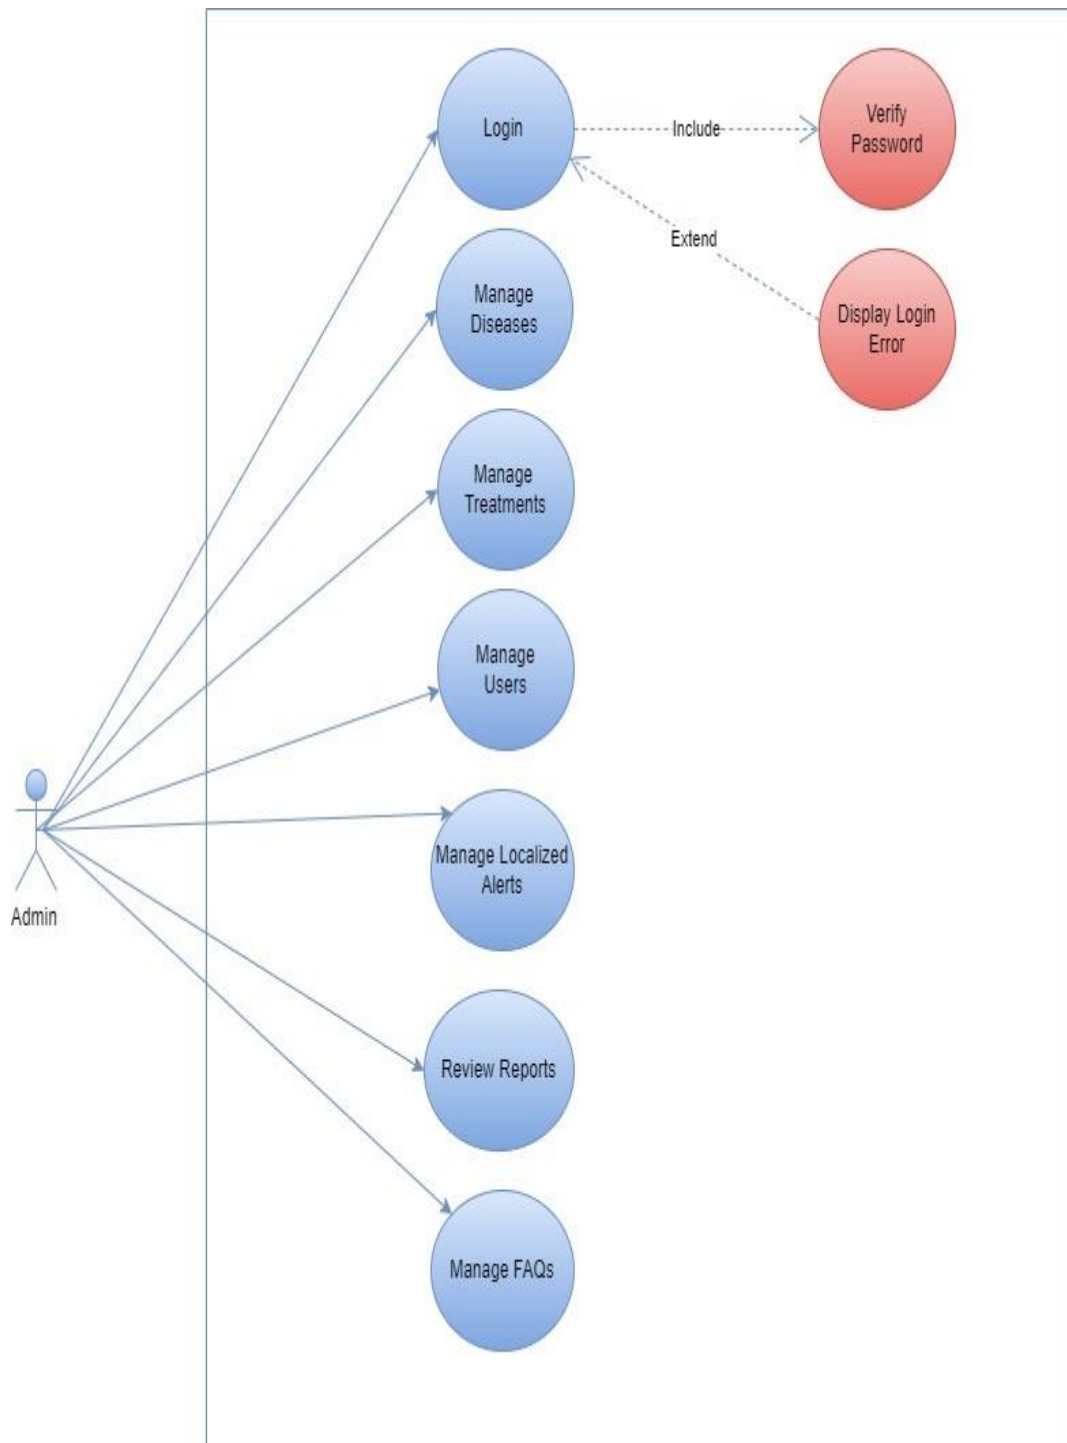 Login
Include
Verify
Password
Extend
Manage
Diseases
Display Login
Error
Manage
Treatments
Manage
Users
Admin
Manage Localized
Alerts
Review Reports
Manage FAQs